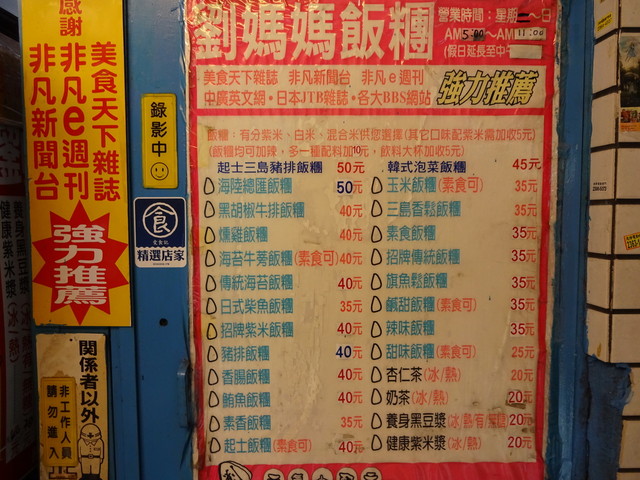 感謝
美食天下雜誌
非凡e週刊
非凡新聞台
強力推薦
錄影中
食
精選店家
關係者以外
非工作人員
請勿進入
養身黑豆漿(冰/熱)
健康紫米漿
劉媽媽飯糰
營業時間：星期二～日
AM5:00～AM11:00
(假日延長至中午
美食天下雜誌 非凡新聞台 非凡e週刊
中廣英文網・日本JTB雜誌・各大BBS網站
強力推薦
飯糰：有分紫米、白米、混合米供您選擇(其它口味配紫米需加收5元)
(飯糰均可加辣，多一種配料加10元，飲料大杯加收5元)
起士三島豬排飯糰 50元
海陸總匯飯糰 50元
黑胡椒牛排飯糰 40元
燻雞飯糰 40元
海苔牛蒡飯糰(素食可) 40元
傳統海苔飯糰 40元
日式柴魚飯糰 35元
招牌紫米飯糰 40元
豬排飯糰 40元
香腸飯糰 40元
鮪魚飯糰 40元
素香飯糰 35元
起士飯糰(素食可) 40元
韓式泡菜飯糰 45元
玉米飯糰(素食可) 35元
三島香鬆飯糰 35元
素食飯糰 35元
招牌傳統飯糰 35元
旗魚鬆飯糰 35元
鹹甜飯糰(素食可) 35元
辣味飯糰 35元
甜味飯糰(素食可) 25元
杏仁茶(冰/熱) 20元
奶茶(冰/熱) 20元
養身黑豆漿(冰/熱/有 20元
健康紫米漿(冰/熱) 20元